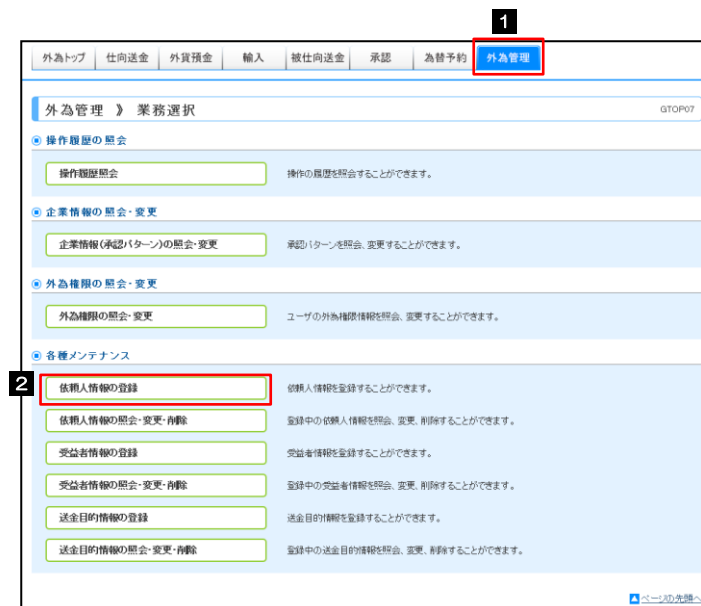 1
外為トップ 仕向送金 外貨預金 輸入 被仕向送金 承認 為替予約 外為管理
外為管理 》 業務選択 GTOP07
操作履歴の照会
操作履歴照会 操作の履歴を照会することができます。
企業情報の照会・変更
企業情報(承認パターン)の照会・変更 承認パターンを照会、変更することができます。
外為権限の照会・変更
外為権限の照会・変更 ユーザの外為権限情報を照会、変更することができます。
各種メンテナンス
2
依頼人情報の登録 依頼人情報を登録することができます。
依頼人情報の照会・変更・削除 登録中の依頼人情報を照会、変更、削除することができます。
受益者情報の登録 受益者情報を登録することができます。
受益者情報の照会・変更・削除 登録中の受益者情報を照会、変更、削除することができます。
送金目的情報の登録 送金目的情報を登録することができます。
送金目的情報の照会・変更・削除 登録中の送金目的情報を照会、変更、削除することができます。
ページの先頭へ